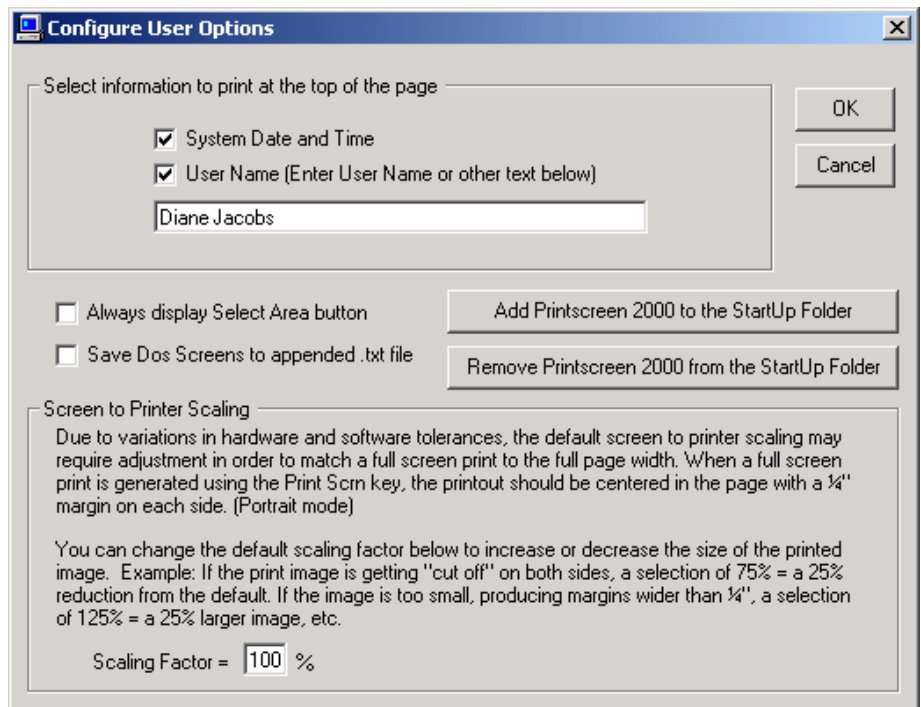 Configure User Options
Select information to print at the top of the page
OK
System Date and Time
Cancel
User Name (Enter User Name or other text below)
Diane Jacobs
Always display Select Area button
Add Printscreen 2000 to the StartUp Folder
Save Dos Screens to appended .txt file
Remove Printscreen 2000 from the StartUp Folder
Screen to Printer Scaling
Due to variations in hardware and software tolerances, the default screen to printer scaling may
require adjustment in order to match a full screen print to the full page width. When a full screen
print is generated using the Print Scrn key, the printout should be centered in the page with a ¼"
margin on each side. (Portrait mode)
You can change the default scaling factor below to increase or decrease the size of the printed
image. Example: If the print image is getting "cut off" on both sides, a selection of 75% = a 25%
reduction from the default. If the image is too small, producing margins wider than ¼", a selection
of 125% = a 25% larger image, etc.
Scaling Factor = 100 %